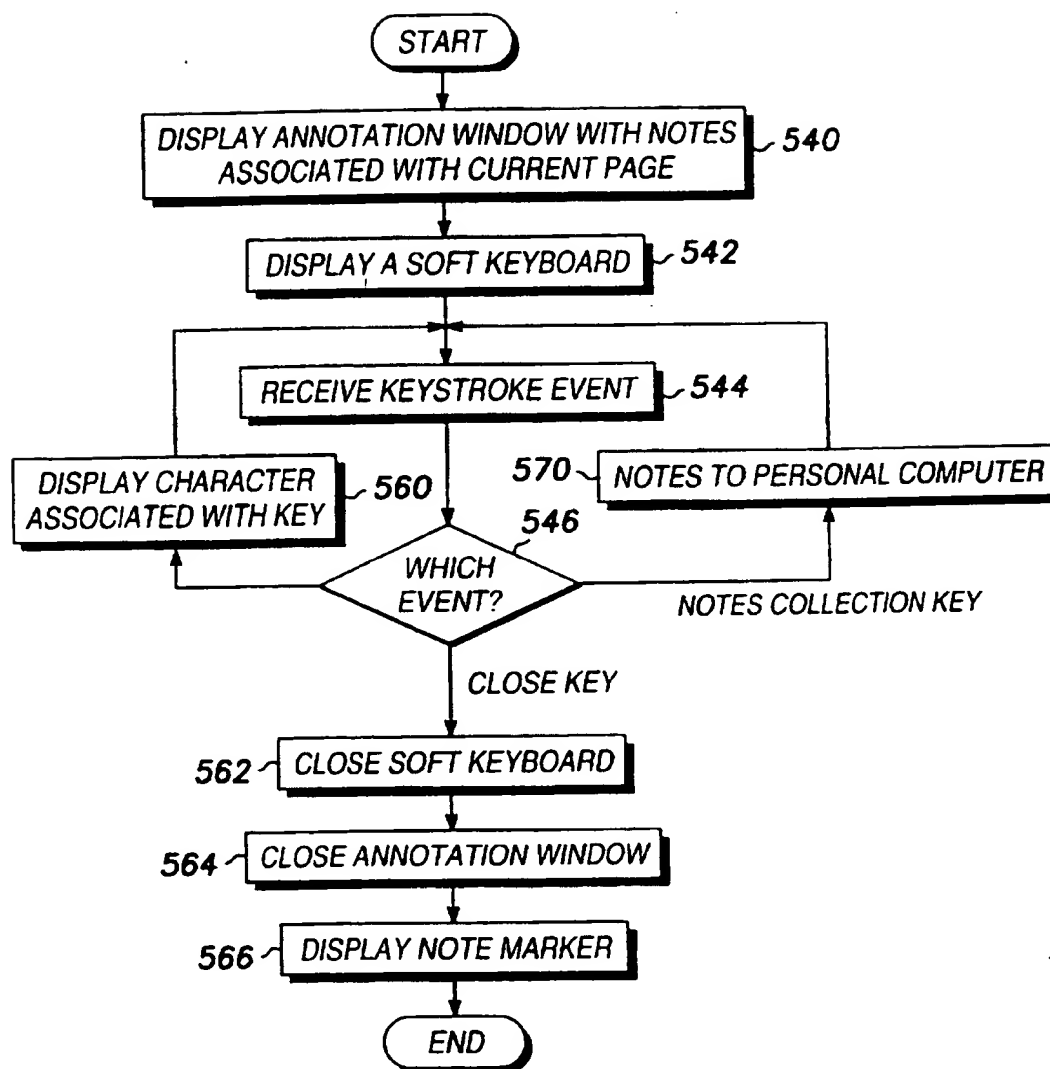 START
DISPLAY ANNOTATION WINDOW WITH NOTES
ASSOCIATED WITH CURRENT PAGE
540
DISPLAY A SOFT KEYBOARD
542
RECEIVE KEYSTROKE EVENT
544
DISPLAY CHARACTER
ASSOCIATED WITH KEY
560
570
NOTES TO PERSONAL COMPUTER
546
WHICH
EVENT?
NOTES COLLECTION KEY
CLOSE KEY
562
CLOSE SOFT KEYBOARD
564
CLOSE ANNOTATION WINDOW
566
DISPLAY NOTE MARKER
END